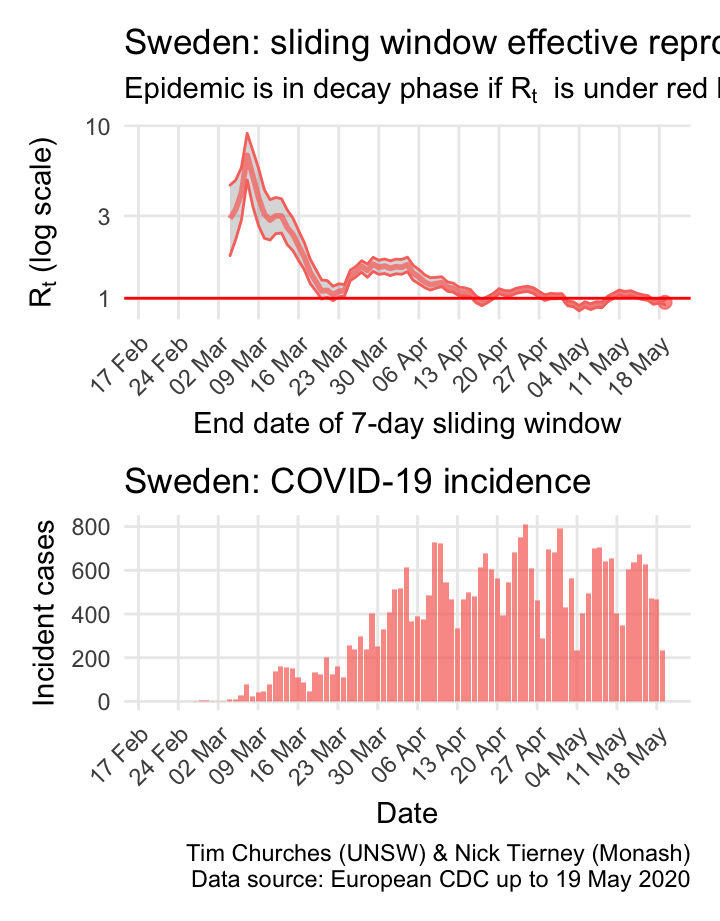 Sweden: sliding window effective repro
Epidemic is in decay phase if Rt is under red l
10
3
1
Rt (log scale)
17 Feb
24 Feb
02 Mar
09 Mar
16 Mar
23 Mar
30 Mar
06 Apr
13 Apr
20 Apr
27 Apr
04 May
11 May
18 May
End date of 7-day sliding window
Sweden: COVID-19 incidence
800
600
400
200
0
Incident cases
17 Feb
24 Feb
02 Mar
09 Mar
16 Mar
23 Mar
30 Mar
06 Apr
13 Apr
20 Apr
27 Apr
04 May
11 May
18 May
Date
Tim Churches (UNSW) & Nick Tierney (Monash)
Data source: European CDC up to 19 May 2020